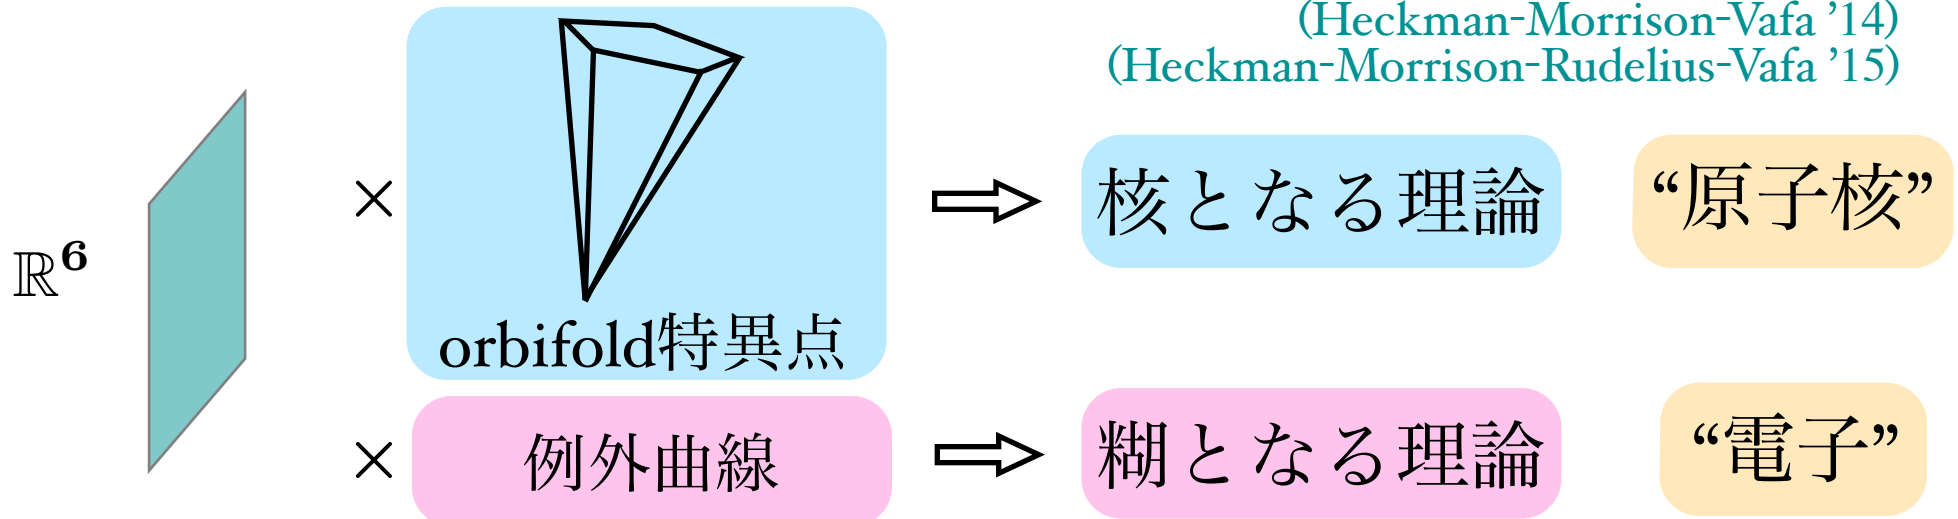 (Heckman-Morrison-Vafa ’14)
(Heckman-Morrison-Rudelius-Vafa ’15)
ℝ⁶
×
orbifold特異点
核となる理論
“原子核”
×
例外曲線
糊となる理論
“電子”